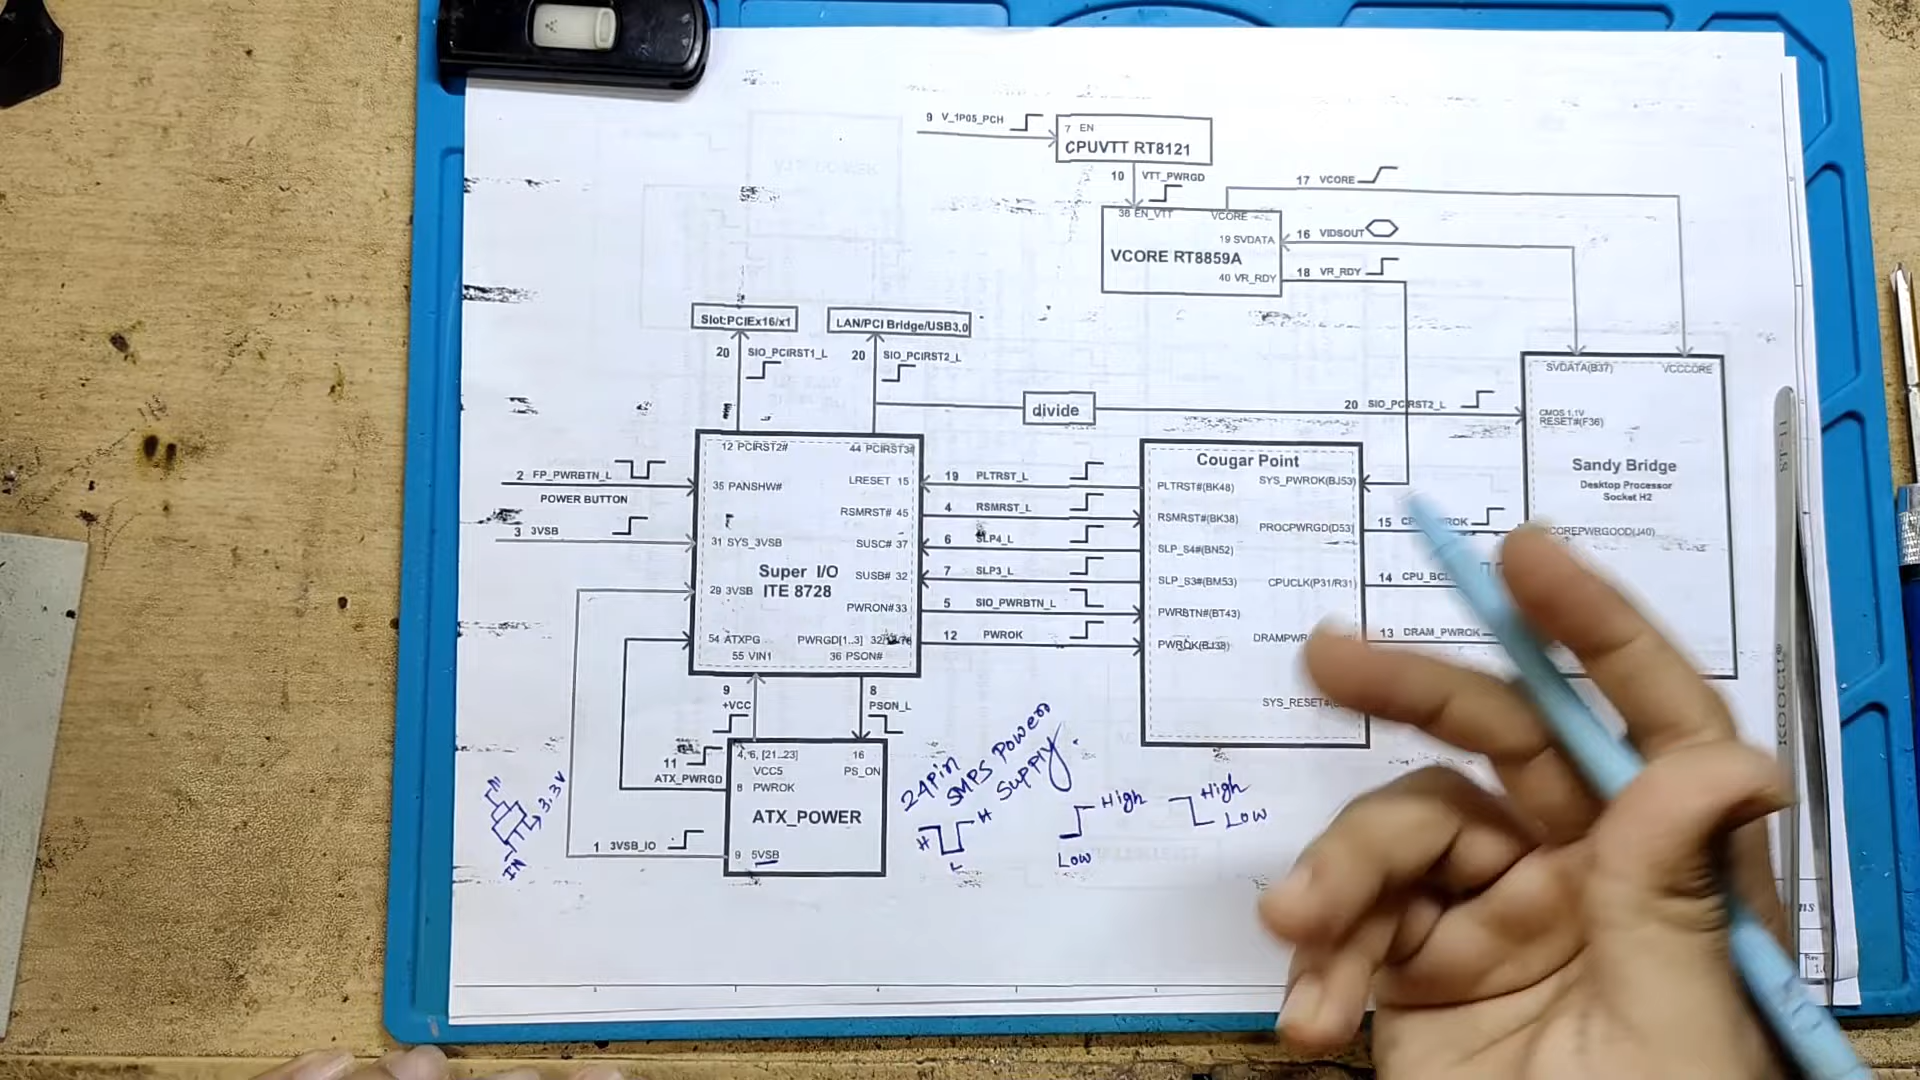 9 V_1P05_PCH
7 EN
CPUVTT RT8121
10 VTT_PWRGD
38 EN_VTT VCORE
19 SVDATA
VCORE RT8859A
40 VR_RDY
17 VCORE
16 VIDSOUT
18 VR_RDY
Slot:PCIEx16/x1
LAN/PCI Bridge/USB3.0
20 SIO_PCIRST1_L
20 SIO_PCIRST2_L
divide
20 SIO_PCIRST2_L
SVDATA(B37) VCCCORE
CMOS 1.1V
RESET#(F36)
Sandy Bridge
Desktop Processor
Socket H2
2 FP_PWRBTN_L
POWER BUTTON
3 3VSB
12 PCIRST2# 44 PCIRST3#
35 PANSHW#
LRESET 15
RSMRST# 45
31 SYS_3VSB
SUSC# 37
Super I/O
ITE 8728
SUSB# 32
29 3VSB
PWRON# 33
54 ATXPG
PWRGD[1..3]
55 VIN1 36 PSON#
19 PLTRST_L
4 RSMRST_L
6 SLP4_L
7 SLP3_L
5 SIO_PWRBTN_L
12 PWROK
Cougar Point
PLTRST#(BK48) SYS_PWROK(BJ53)
RSMRST#(BK38) PROCPWRGD(D53)
SLP_S4#(BN52)
SLP_S3#(BM53) CPUCLK(P31/R31)
PWRBTN#(BT43)
PWROK(BJ38)
15
14
13 DRAM_PWROK
9
+VCC
8
PSON_L
11
ATX_PWRGD
4, 6, [21..23] 16
VCC5 PS_ON
8 PWROK
ATX_POWER
9 5VSB
1 3VSB_IO
3.3V
IN
24Pin
SMPS Power
Supply.
H H
L
High
Low
High
Low